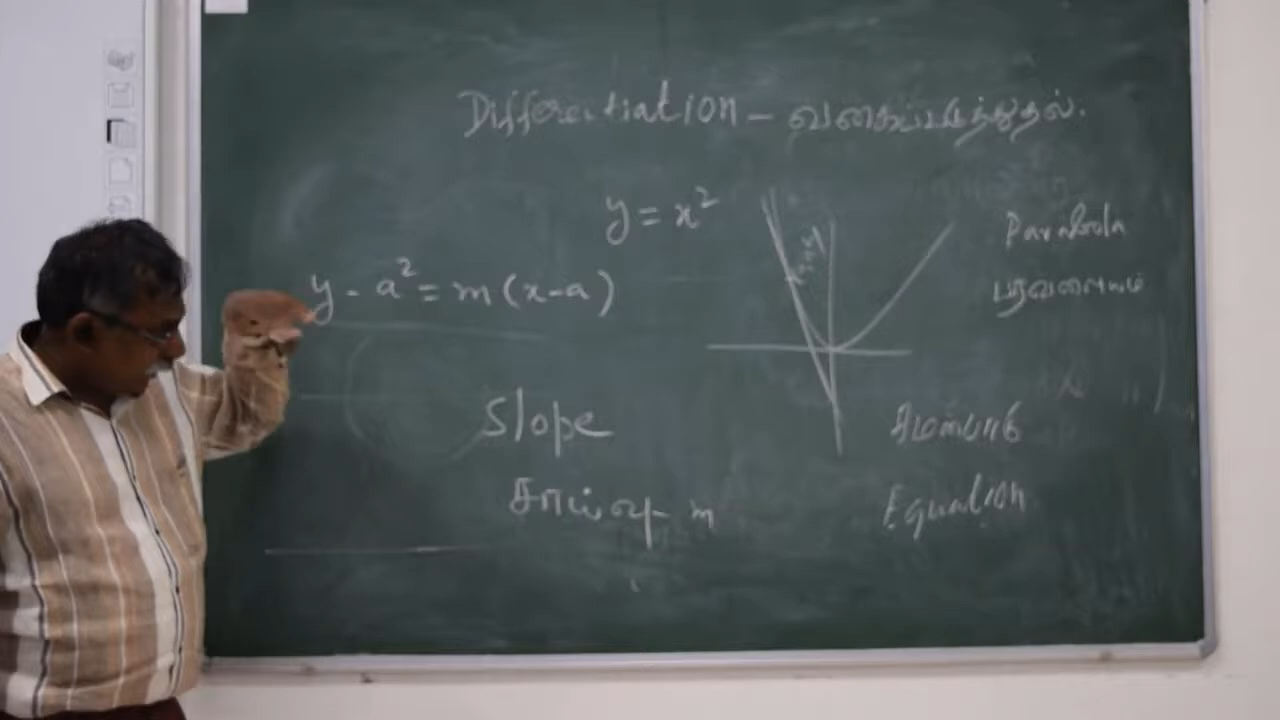 Differentiation – வகைப்படுத்துதல்.
y = x²
Parabola
பரவளையம்
y - a² = m(x-a)
Slope
சமன்பாடு
சாய்வு - m
Equation